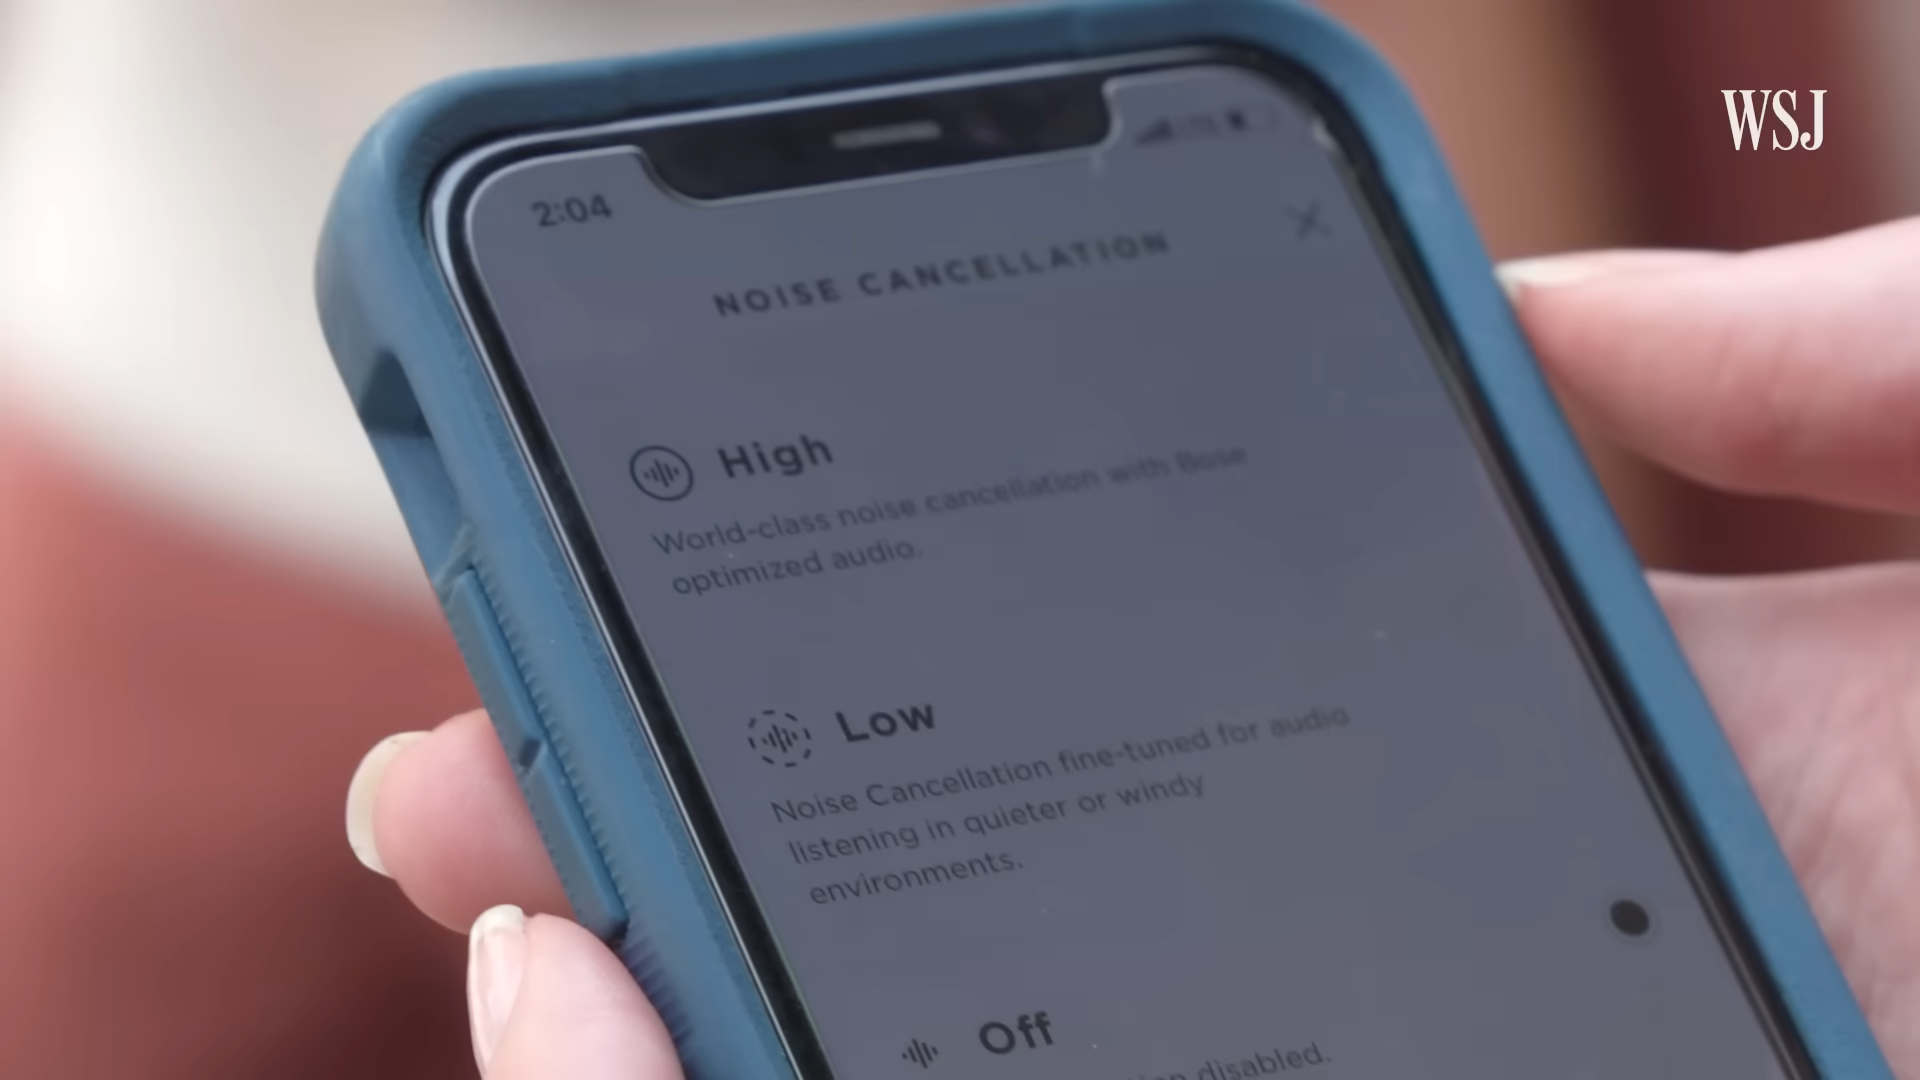 WSJ
2:04
NOISE CANCELLATION
High
World-class noise cancellation with Bose
optimized audio.
Low
Noise Cancellation fine-tuned for audio
listening in quieter or windy
environments.
Off
disabled.